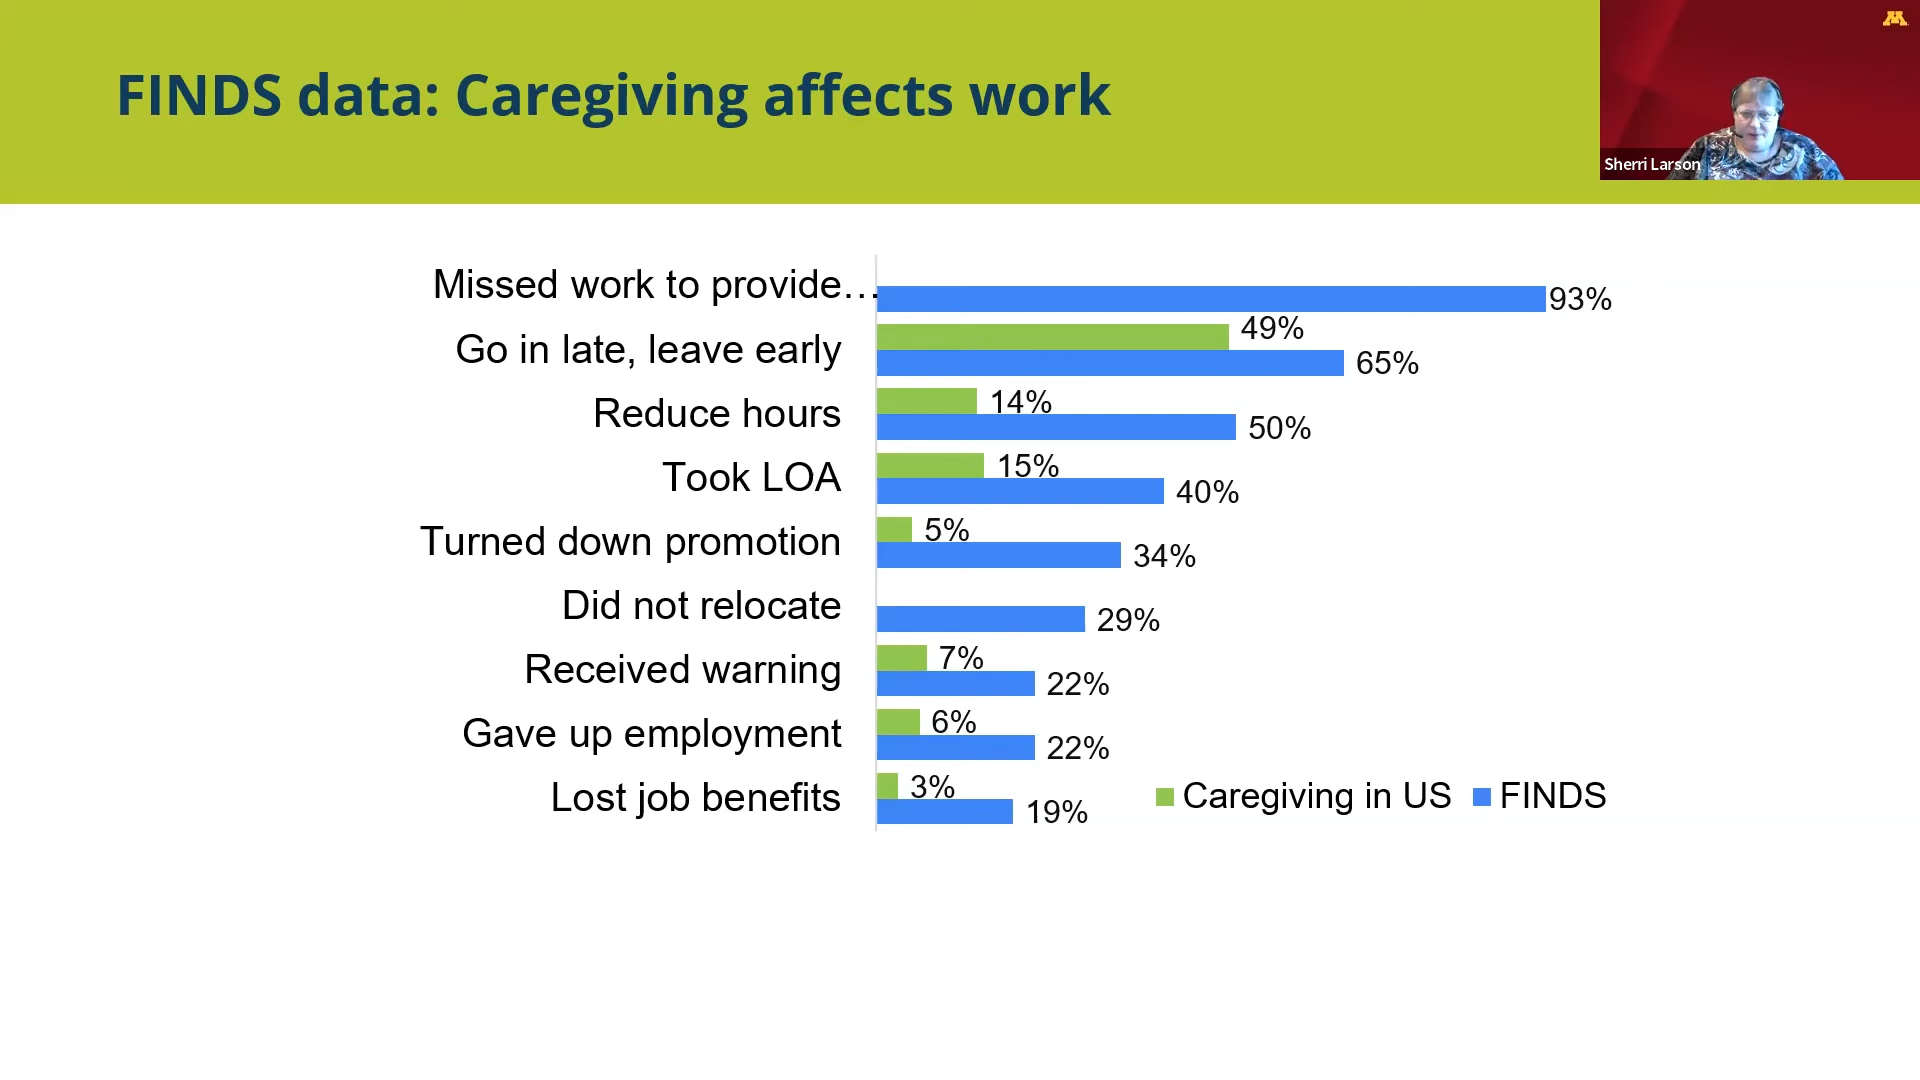 FINDS data: Caregiving affects work
Sherri Larson
Missed work to provide…
93%
Go in late, leave early
49%
65%
Reduce hours
14%
50%
Took LOA
15%
40%
Turned down promotion
5%
34%
Did not relocate
29%
Received warning
7%
22%
Gave up employment
6%
22%
Lost job benefits
3%
19%
Caregiving in US
FINDS